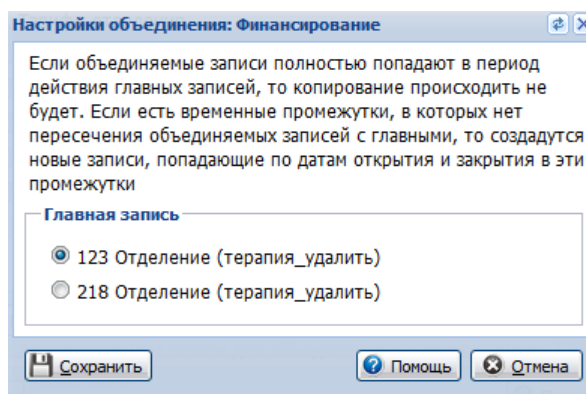 Настройки объединения: Финансирование
Если объединяемые записи полностью попадают в период
действия главных записей, то копирование происходить не
будет. Если есть временные промежутки, в которых нет
пересечения объединяемых записей с главными, то создадутся
новые записи, попадающие по датам открытия и закрытия в эти
промежутки
Главная запись
123 Отделение (терапия_удалить)
218 Отделение (терапия_удалить)
Сохранить Помощь Отмена